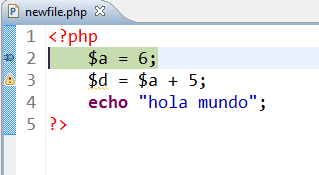 newfile.php
1 <?php
2 $a = 6;
3 $d = $a + 5;
4 echo "hola mundo";
5 ?>